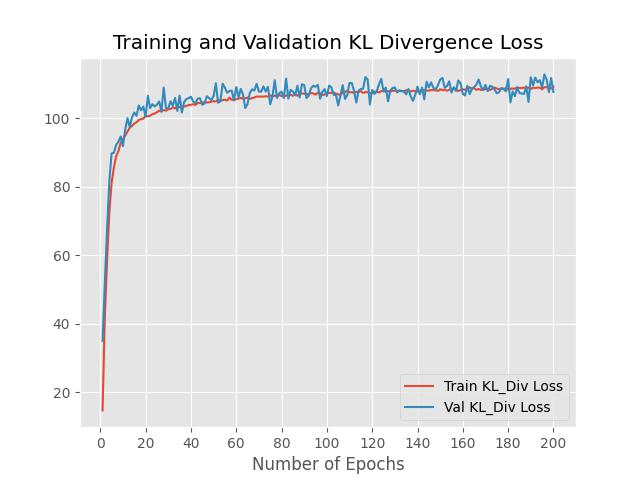 Training and Validation KL Divergence Loss
100
80
60
40
20
Train KL_Div Loss
Val KL_Div Loss
0 20 40 60 80 100 120 140 160 180 200
Number of Epochs